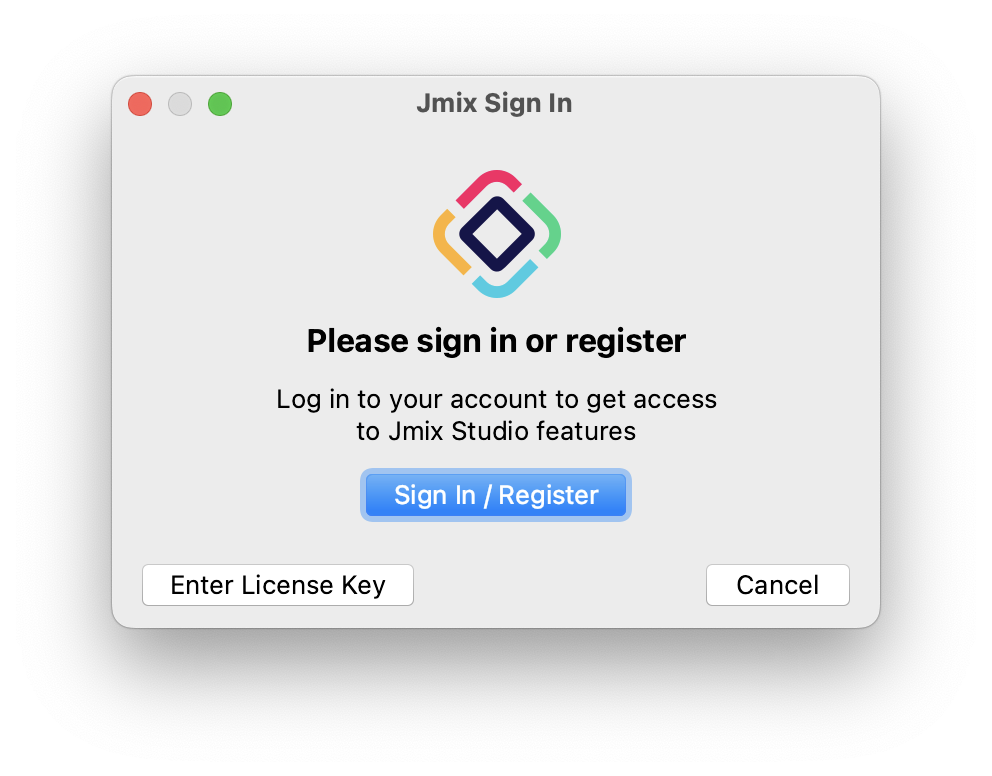 Jmix Sign In
Please sign in or register
Log in to your account to get access
to Jmix Studio features
Sign In / Register
Enter License Key
Cancel